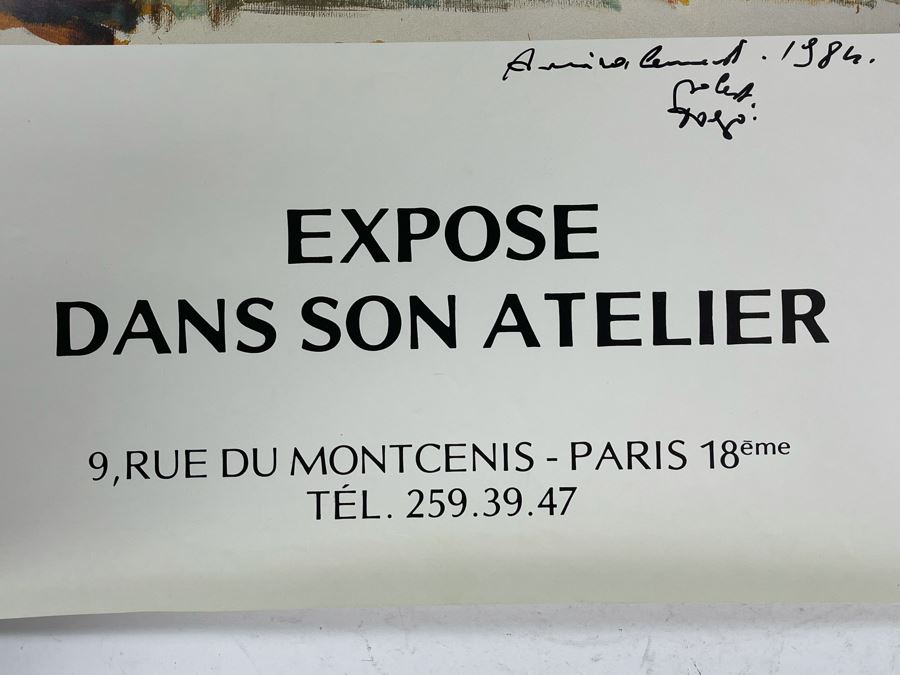 Amicalement. 1984.
EXPOSE
DANS SON ATELIER
9,RUE DU MONTCENIS - PARIS 18ème
TÉL. 259.39.47